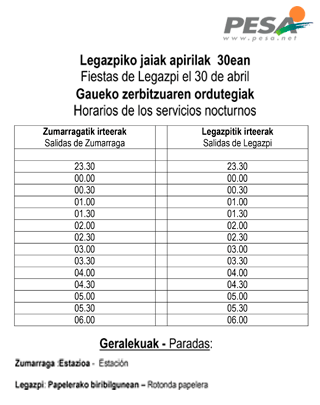 PESA
www.pesa.net
Legazpiko jaiak apirilak 30ean
Fiestas de Legazpi el 30 de abril
Gaueko zerbitzuaren ordutegiak
Horarios de los servicios nocturnos
Zumarragatik irteerak Legazpitik irteerak
Salidas de Zumarraga Salidas de Legazpi
23.30 23.30
00.00 00.00
00.30 00.30
01.00 01.00
01.30 01.30
02.00 02.00
02.30 02.30
03.00 03.00
03.30 03.30
04.00 04.00
04.30 04.30
05.00 05.00
05.30 05.30
06.00 06.00
Geralekuak - Paradas:
Zumarraga :Estazioa - Estación
Legazpi: Papelerako biribilgunean – Rotonda papelera